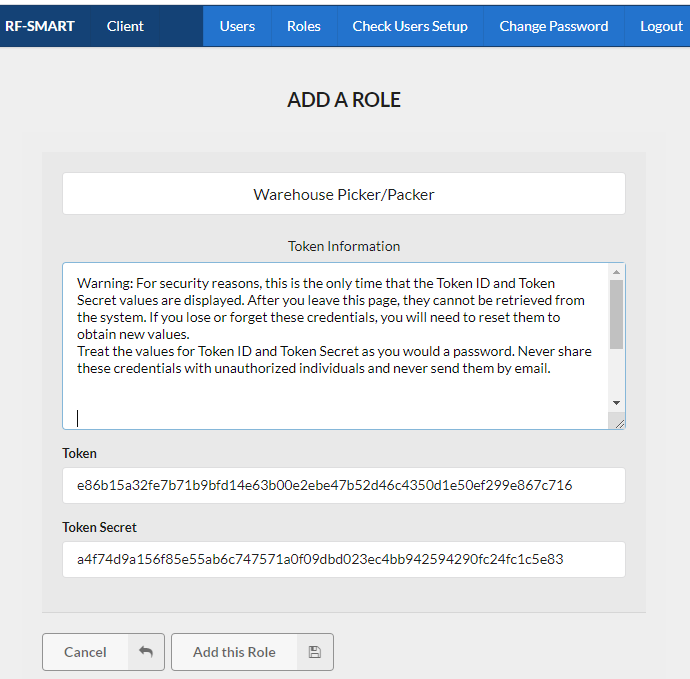 RF-SMART Client Users Roles Check Users Setup Change Password Logout
ADD A ROLE
Warehouse Picker/Packer
Token Information
Warning: For security reasons, this is the only time that the Token ID and Token
Secret values are displayed. After you leave this page, they cannot be retrieved from
the system. If you lose or forget these credentials, you will need to reset them to
obtain new values.
Treat the values for Token ID and Token Secret as you would a password. Never share
these credentials with unauthorized individuals and never send them by email.
Token
e86b15a32fe7b71b9bfd14e63b00e2ebe47b52d46c4350d1e50ef299e867c716
Token Secret
a4f74d9a156f85e55ab6c747571a0f09dbd023ec4bb942594290fc24fc1c5e83
Cancel Add this Role